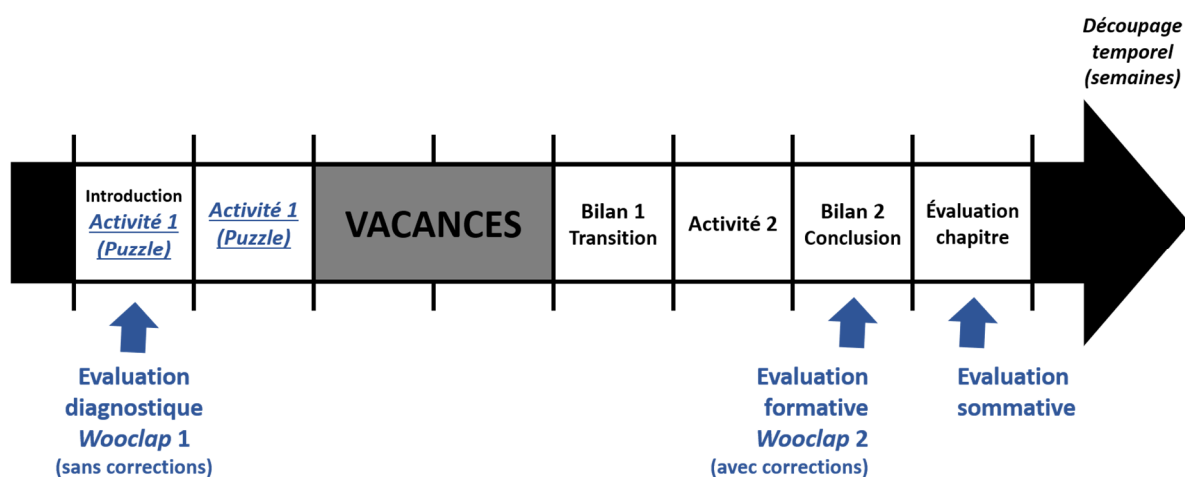 Découpage
temporel
(semaines)
Introduction
Activité 1
(Puzzle)
Activité 1
(Puzzle)
VACANCES
Bilan 1
Transition
Activité 2
Bilan 2
Conclusion
Évaluation
chapitre
Evaluation
diagnostique
Wooclap 1
(sans corrections)
Evaluation
formative
Wooclap 2
(avec corrections)
Evaluation
sommative